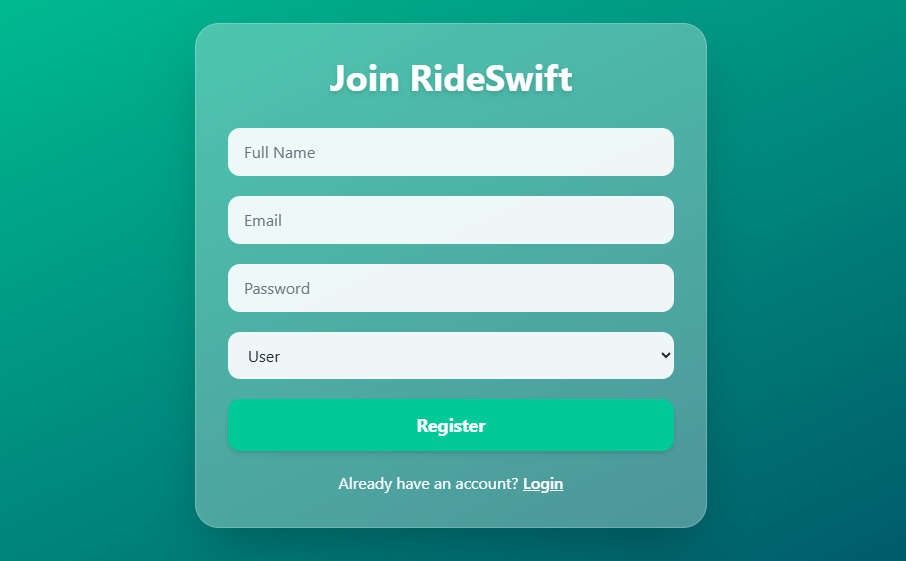 Join RideSwift
Full Name
Email
Password
User
Register
Already have an account? Login